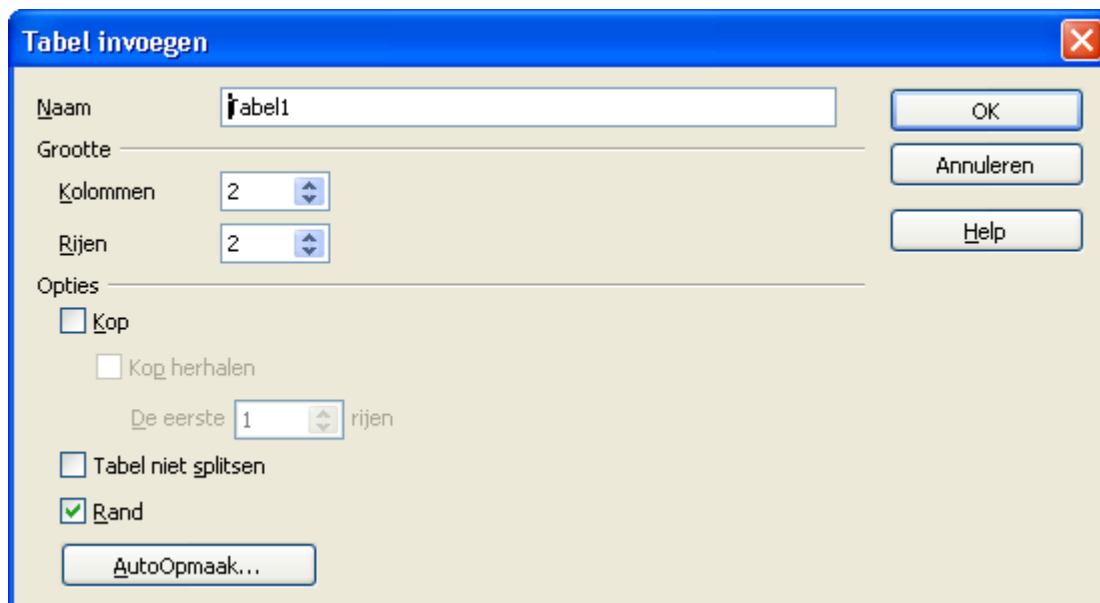 Tabel invoegen
Naam Tabel1 OK
Grootte
Annuleren
Kolommen 2
Rijen 2 Help
Opties
Kop
Kop herhalen
De eerste 1 rijen
Tabel niet splitsen
Rand
AutoOpmaak...